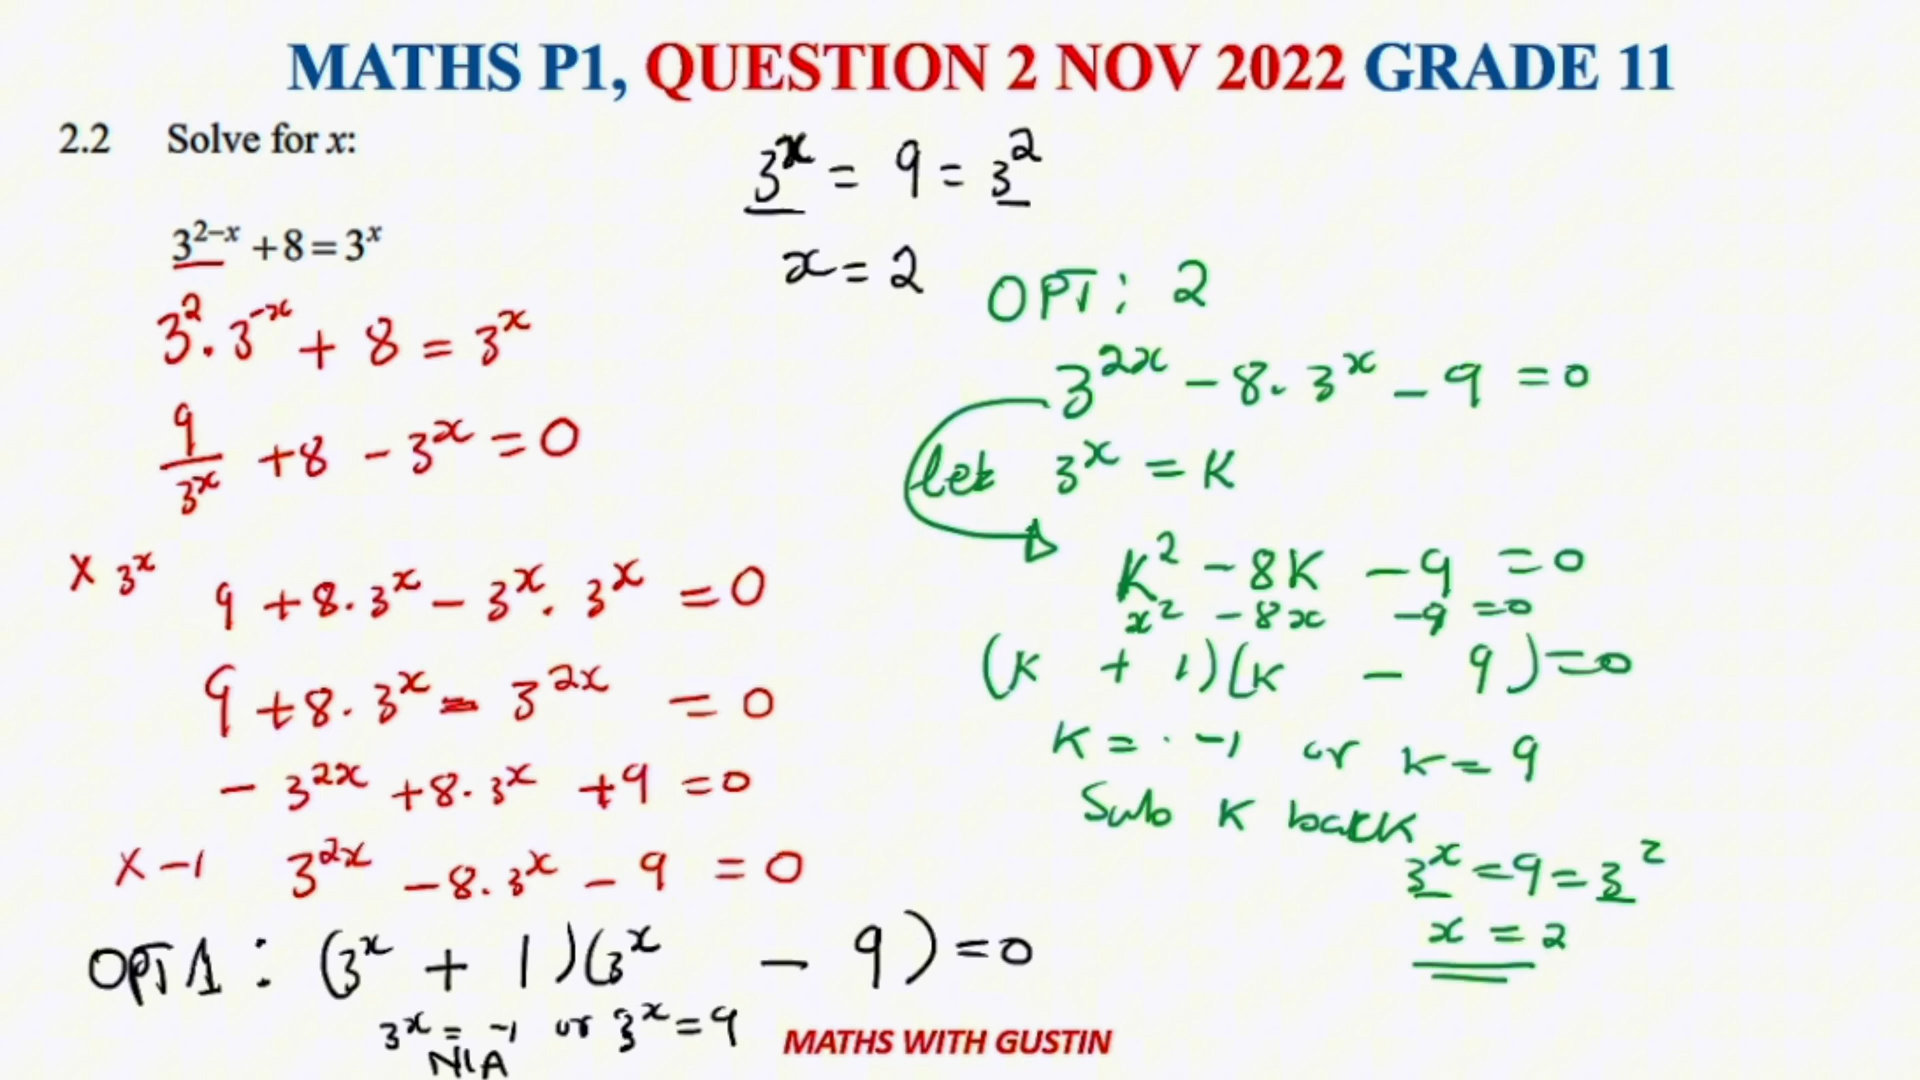 MATHS P1, QUESTION 2 NOV 2022 GRADE 11
2.2 Solve for x:
3^{2-x} + 8 = 3^x
3^2 . 3^{-x} + 8 = 3^x
9/3^x + 8 - 3^x = 0
× 3^x 9 + 8 . 3^x - 3^x . 3^x = 0
9 + 8 . 3^x - 3^{2x} = 0
- 3^{2x} + 8 . 3^x + 9 = 0
× -1 3^{2x} - 8 . 3^x - 9 = 0
OPT 1 : (3^x + 1)(3^x - 9) = 0
3^x = -1 or 3^x = 9
N/A
3^x = 9 = 3^2
x = 2
OPT : 2
3^{2x} - 8 . 3^x - 9 = 0
let 3^x = K
K^2 - 8K - 9 = 0
x^2 - 8x - 9 = 0
(K + 1)(K - 9) = 0
K = -1 or K = 9
Sub K back
3^x = 9 = 3^2
x = 2
MATHS WITH GUSTIN